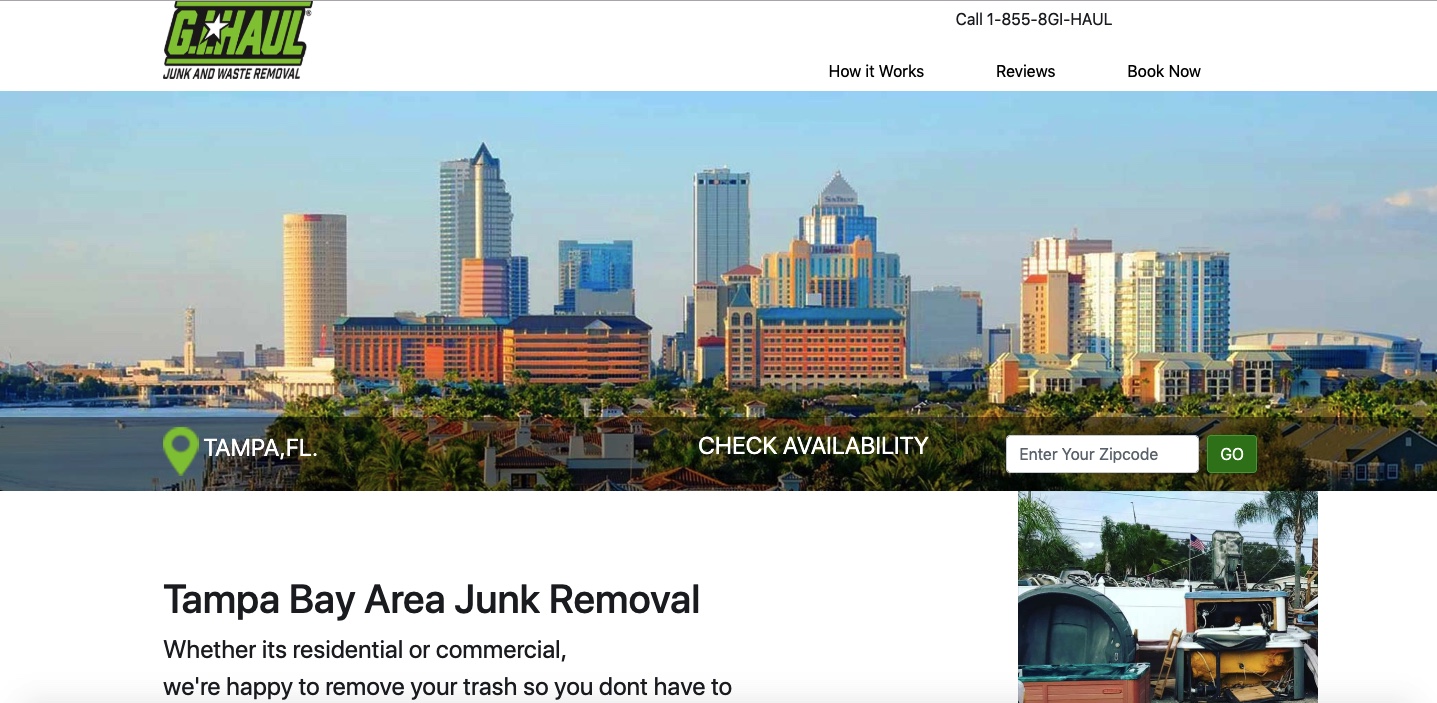 G.I.HAUL®
JUNK AND WASTE REMOVAL
Call 1-855-8GI-HAUL
How it Works
Reviews
Book Now
SUNTRUST
TAMPA,FL.
CHECK AVAILABILITY
Enter Your Zipcode
GO
Tampa Bay Area Junk Removal
Whether its residential or commercial,
we're happy to remove your trash so you dont have to